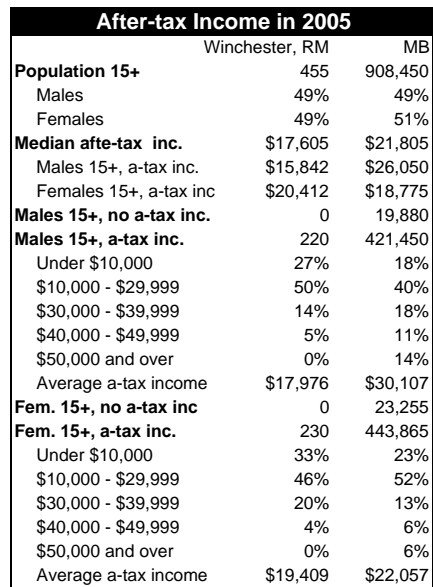 After-tax Income in 2005
Winchester, RM MB
Population 15+ 455 908,450
Males 49% 49%
Females 49% 51%
Median afte-tax inc. $17,605 $21,805
Males 15+, a-tax inc. $15,842 $26,050
Females 15+, a-tax inc $20,412 $18,775
Males 15+, no a-tax inc. 0 19,880
Males 15+, a-tax inc. 220 421,450
Under $10,000 27% 18%
$10,000 - $29,999 50% 40%
$30,000 - $39,999 14% 18%
$40,000 - $49,999 5% 11%
$50,000 and over 0% 14%
Average a-tax income $17,976 $30,107
Fem. 15+, no a-tax inc 0 23,255
Fem. 15+, a-tax inc. 230 443,865
Under $10,000 33% 23%
$10,000 - $29,999 46% 52%
$30,000 - $39,999 20% 13%
$40,000 - $49,999 4% 6%
$50,000 and over 0% 6%
Average a-tax income $19,409 $22,057